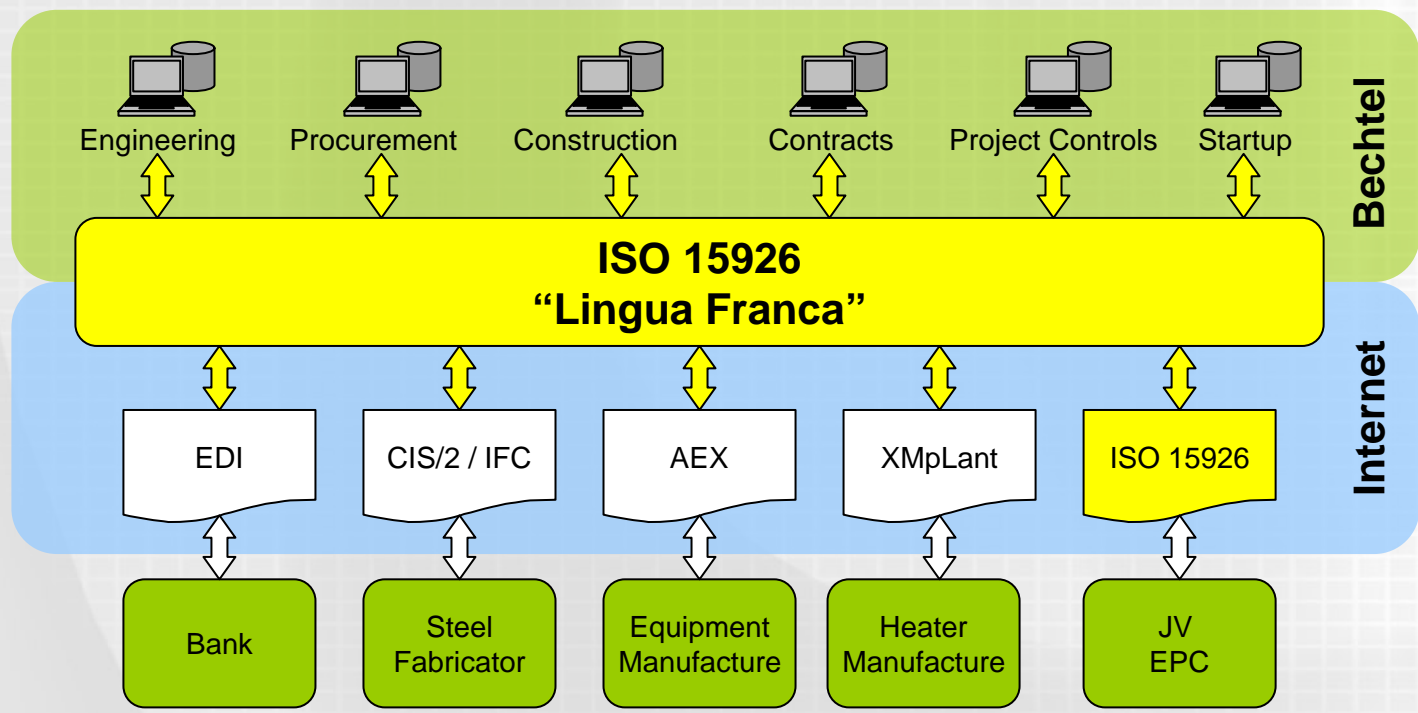 Engineering
Procurement
Construction
Contracts
Project Controls
Startup
Bechtel
ISO 15926
“Lingua Franca”
Internet
EDI
CIS/2 / IFC
AEX
XMpLant
ISO 15926
Bank
Steel
Fabricator
Equipment
Manufacture
Heater
Manufacture
JV
EPC